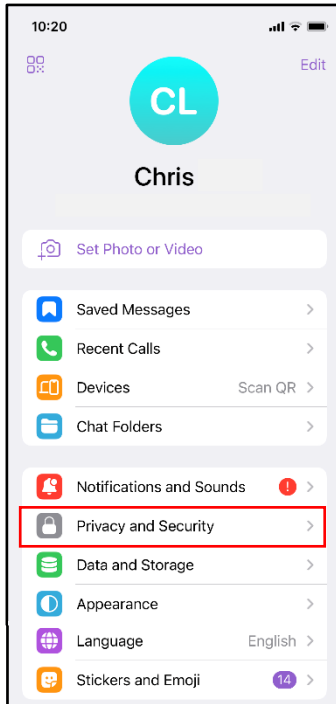 10:20
Edit
CL
Chris
Set Photo or Video
Saved Messages
Recent Calls
Devices Scan QR
Chat Folders
Notifications and Sounds !
Privacy and Security
Data and Storage
Appearance
Language English
Stickers and Emoji 14